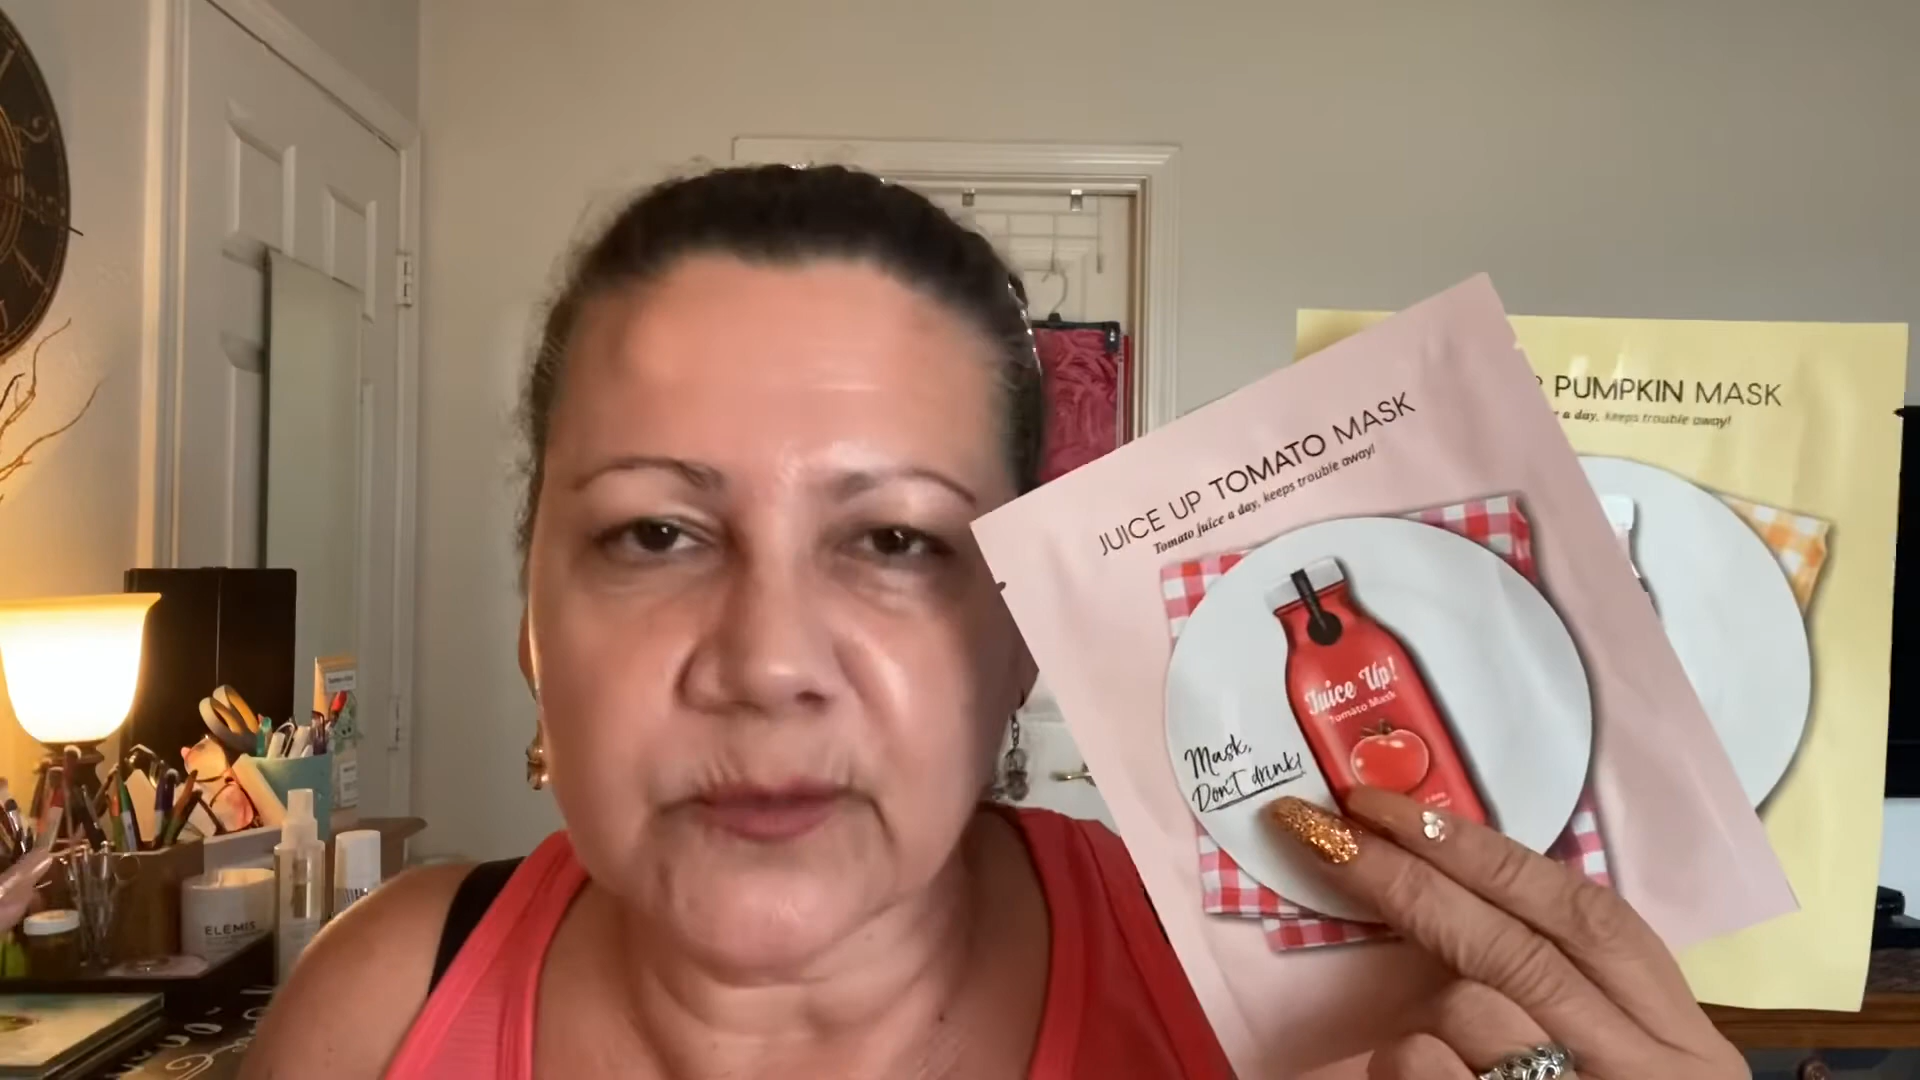 JUICE UP TOMATO MASK
Tomato juice a day, keeps trouble away!
Juice Up!
Tomato Mask
Mask,
Don't drink!
PUMPKIN MASK
a day, keeps trouble away!
ELEMIS